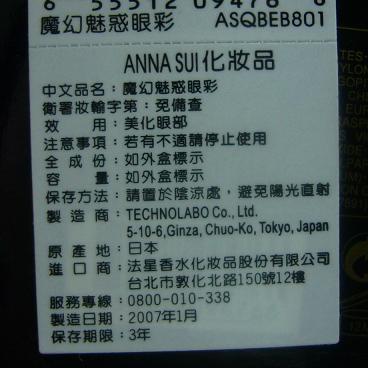 6 55512 09476 8
魔幻魅惑眼彩 ASQBEB801
ANNA SUI化妝品
中文品名：魔幻魅惑眼彩
衛署妝輸字第：免備查
效 用：美化眼部
注意事項：若有不適請停止使用
全成份：如外盒標示
容 量：如外盒標示
保存方法：請置於陰涼處，避免陽光直射
製造商：TECHNOLABO Co., Ltd.
5-10-6,Ginza, Chuo-Ko, Tokyo, Japan
原產地：日本
進口商：法星香水化妝品股份有限公司
台北市敦化北路150號12樓
服務專線：0800-010-338
製造日期：2007年1月
保存期限：3年